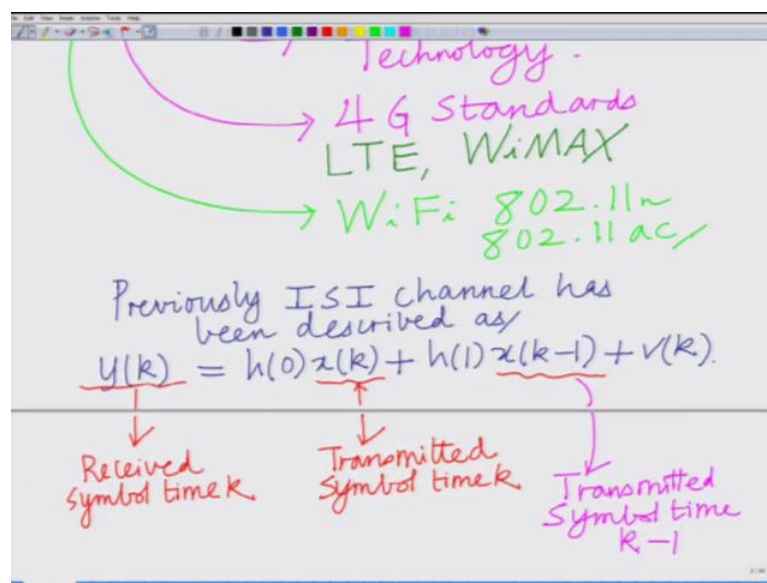 Technology.
4G Standards
LTE, WiMAX
WiFi 802.11n
802.11ac/
Previously ISI channel has
been described as/
y(k) = h(0)x(k) + h(1)x(k-1) + v(k).
Received
symbol time k
Transmitted
symbol time k
Transmitted
Symbol time
k-1